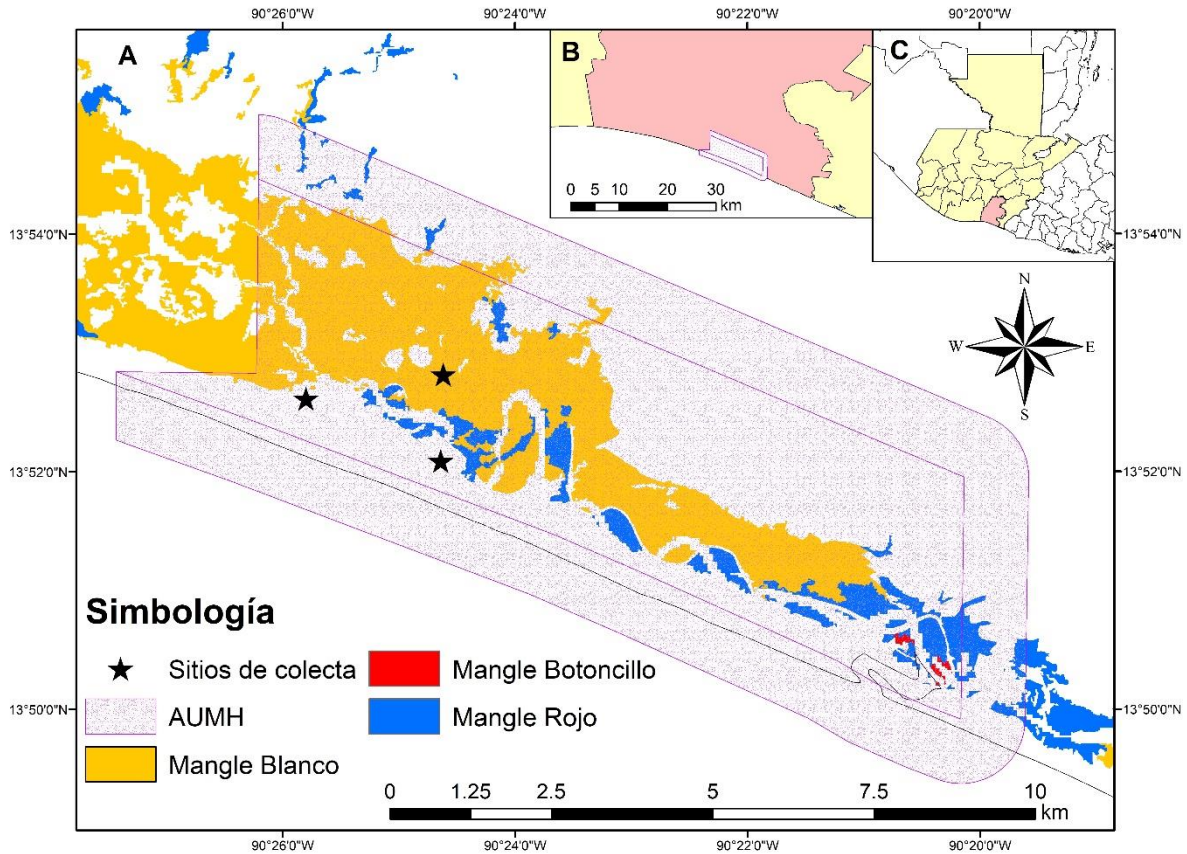 90°26'0"W 90°24'0"W 90°22'0"W 90°20'0"W
A
B
C
0 5 10 20 30
km
13°54'0"N 13°54'0"N
N
W E
S
13°52'0"N 13°52'0"N
Simbología
Sitios de colecta
Mangle Botoncillo
AUMH
Mangle Rojo
Mangle Blanco
13°50'0"N 13°50'0"N
0 1.25 2.5 5 7.5 10
km
90°26'0"W 90°24'0"W 90°22'0"W 90°20'0"W